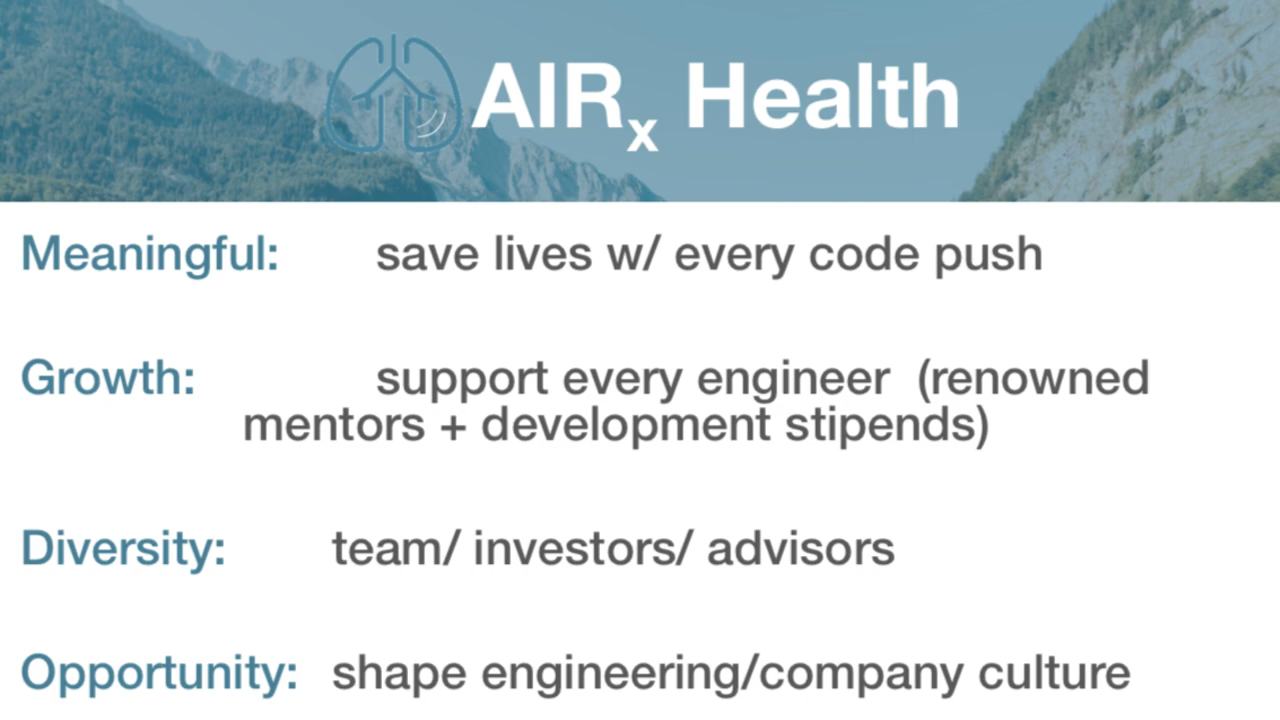 AIRx Health
Meaningful: save lives w/ every code push
Growth: support every engineer (renowned
mentors + development stipends)
Diversity: team/ investors/ advisors
Opportunity: shape engineering/company culture